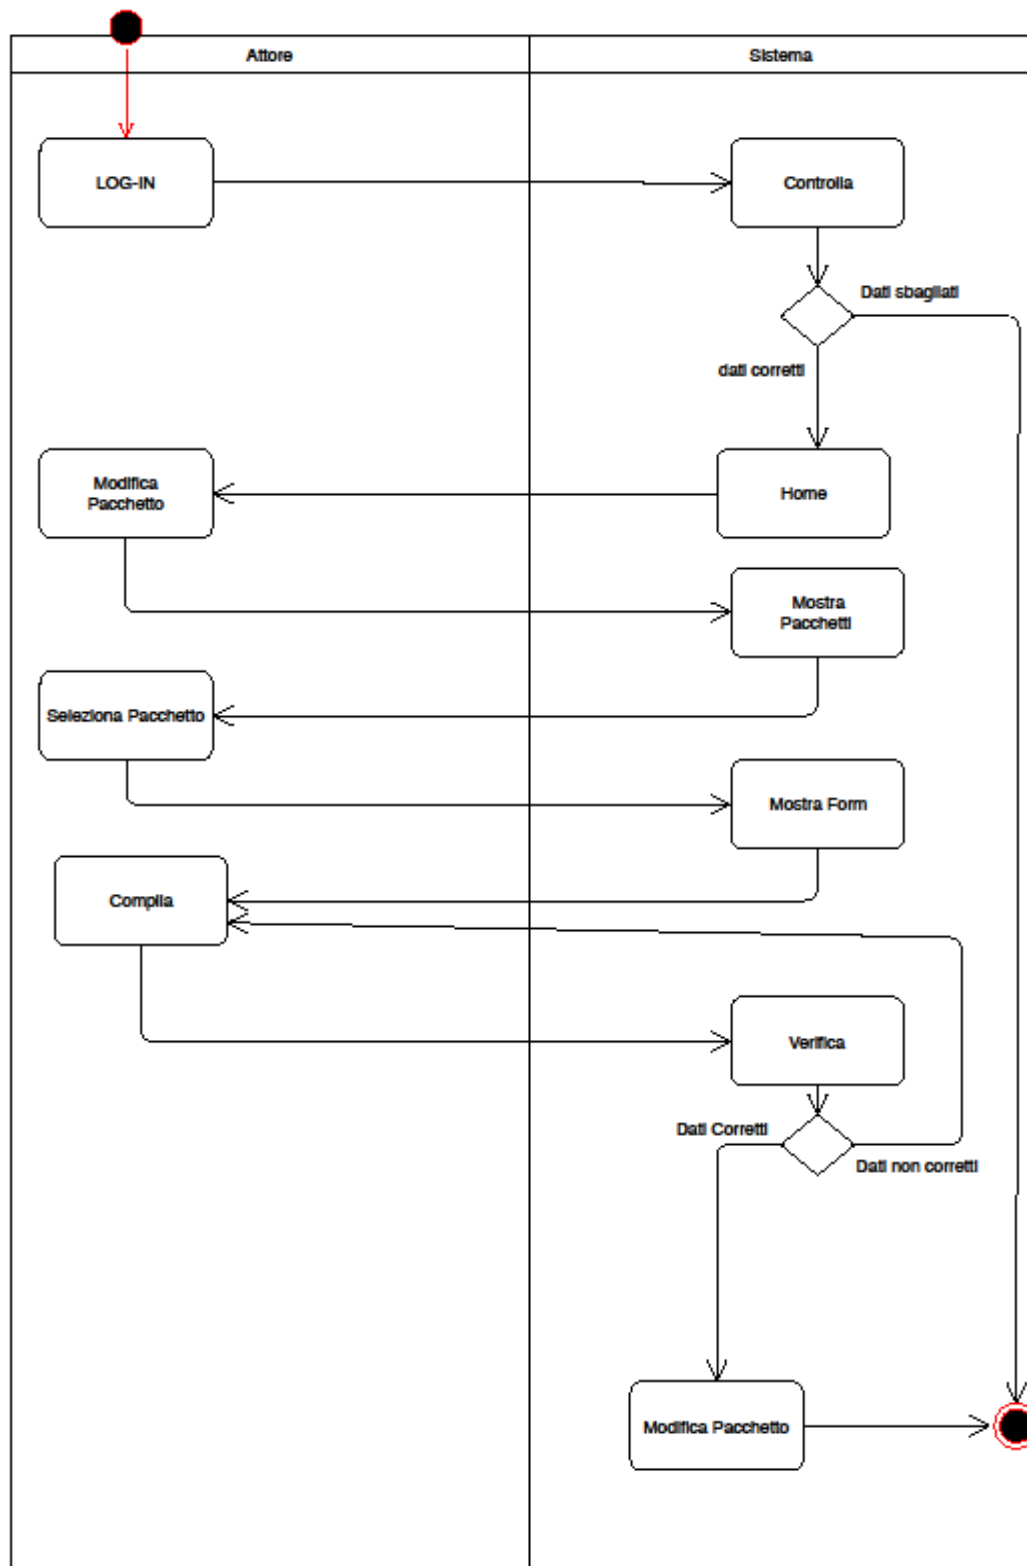 Attore
Sistema
LOG-IN
Controlla
Dati sbagliati
dati corretti
Modifica
Pacchetto
Home
Mostra
Pacchetti
Seleziona Pacchetto
Mostra Form
Compila
Verifica
Dati Corretti
Dati non corretti
Modifica Pacchetto